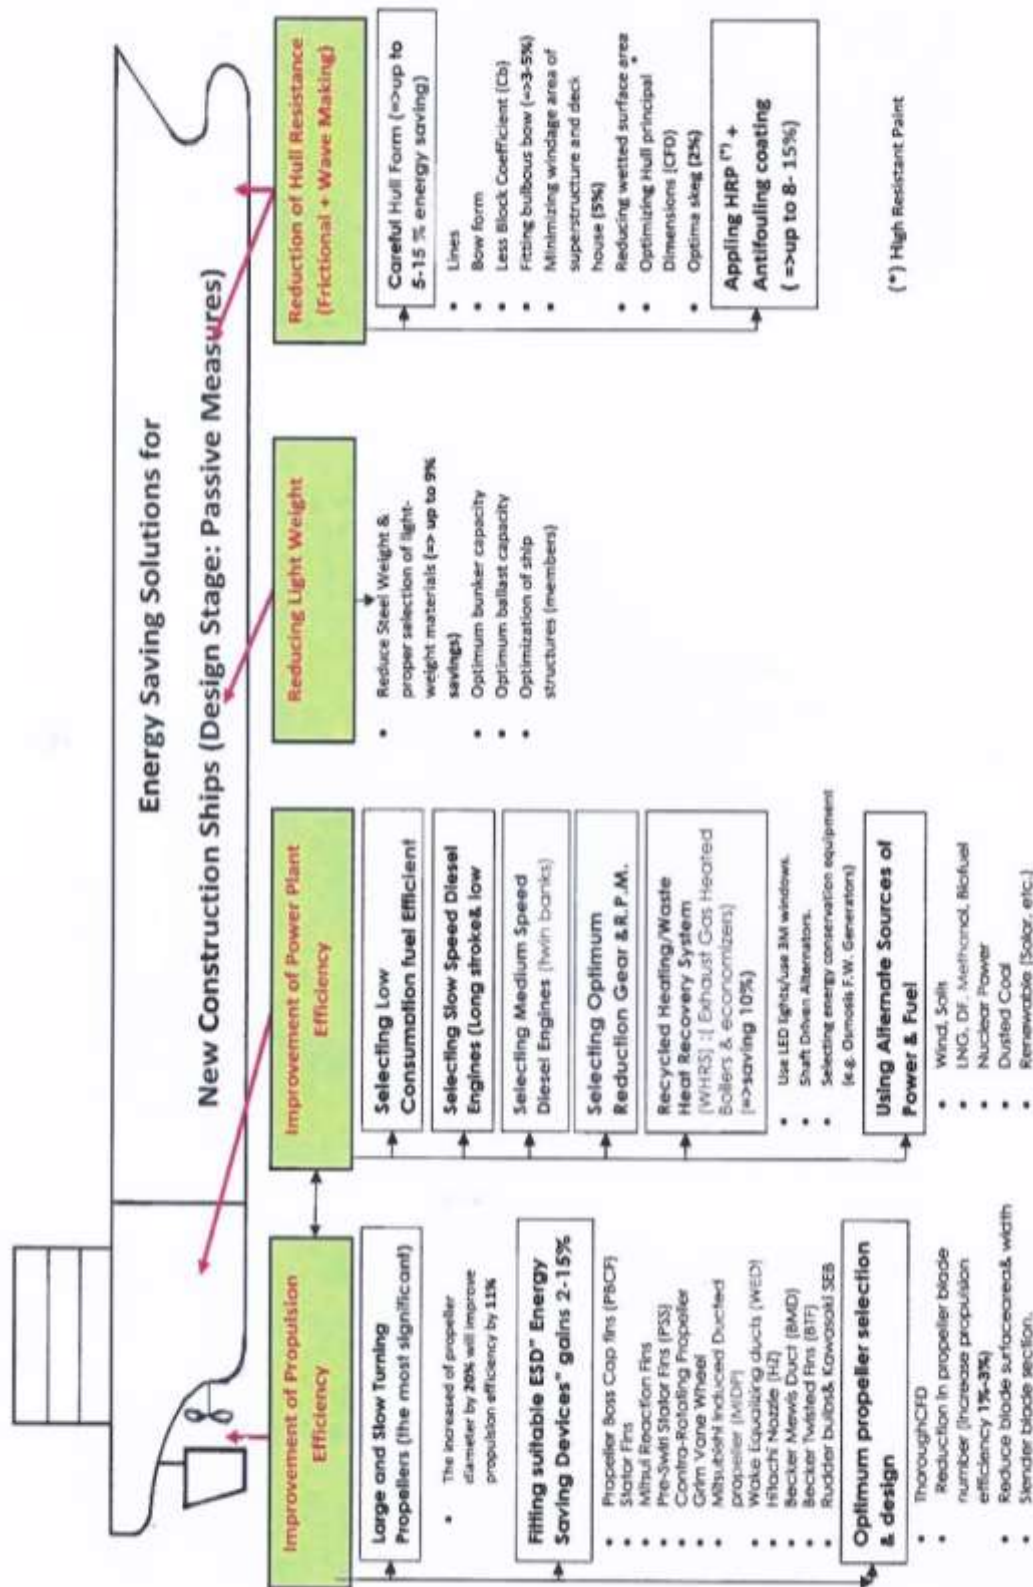 Energy Saving Solutions for
New Construction Ships (Design Stage: Passive Measures)
Improvement of Propulsion
Efficiency
Large and Slow Turning
Propellers (the most significant)
• The increased of propeller
diameter by 20% will improve
propulsion efficiency by 11%
Fitting suitable ESD" Energy
Saving Devices" gains 2-15%
• Propeller Boss Cap fins (PBCF)
• Stator Fins
• Mitsui Reaction Fins
• Pre-Swirl Stator Fins (PSS)
• Contra-Rotating Propeller
• Grim Vane Wheel
• Mitsubishi Induced Ducted
propeller (MIDP)
• Wake Equalizing ducts (WED)
• Hitachi Nozzle (HZ)
• Becker Mewis Duct (BMD)
• Becker Twisted Fins (BTF)
• Rudder bulbs& Kawasaki SEB
Optimum propeller selection
& design
• ThoroughCFD
• Reduction in propeller blade
number (Increase propulsion
efficiency 1%-3%)
• Reduce blade surfacearea& width
• Slender blade section.
Improvement of Power Plant
Efficiency
Selecting Low
Consumation fuel Efficient
Selecting Slow Speed Diesel
Engines (Long stroke& low
Selecting Medium Speed
Diesel Engines (twin banks)
Selecting Optimum
Reduction Gear &R.P.M.
Recycled Heating/Waste
Heat Recovery System
[WHRS] :( Exhaust Gas Heated
Boilers & economizers)
(=>saving 10%)
• Use LED lights/use 3M windows.
• Shaft Driven Alternators.
• Selecting energy conservation equipment
(e.g. Osmosis F.W. Generators)
Using Alternate Sources of
Power & Fuel
• Wind, Sails
• LNG, DF, Methanol, Biofuel
• Nuclear Power
• Dusted Coal
• Renewable (Solar, etc.)
Reducing Light Weight
• Reduce Steel Weight &
proper selection of light-
weight materials (=> up to 9%
savings)
• Optimum bunker capacity
• Optimum ballast capacity
• Optimization of ship
structures (members)
Reduction of Hull Resistance
(Frictional + Wave Making)
Careful Hull Form (=>up to
5-15 % energy saving)
• Lines
• Bow form
• Less Block Coefficient (Cb)
• Fitting bulbous bow (=>3-5%)
• Minimizing windage area of
superstructure and deck
house (5%)
• Reducing wetted surface area
• Optimizing Hull principal
Dimensions (CFD)
• Optima skeg (2%)
Appling HRP (*) +
Antifouling coating
( =>up to 8- 15%)
(*) High Resistant Paint